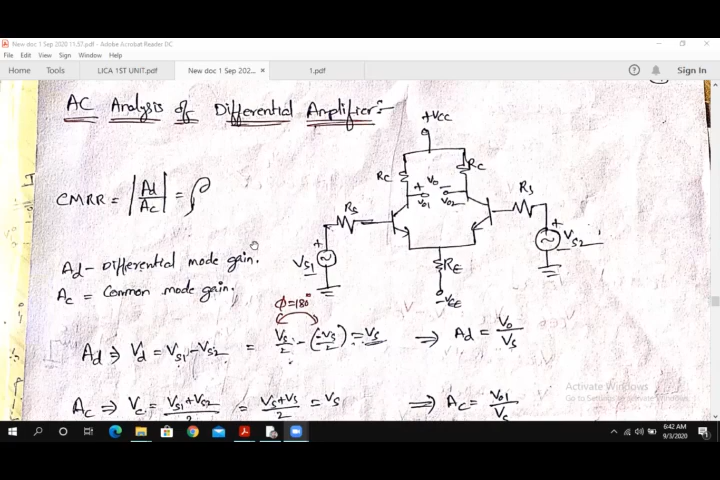 New doc 1 Sep 2020 11.57.pdf - Adobe Acrobat Reader DC
File Edit View Sign Window Help
Home Tools LICA 1ST UNIT.pdf New doc 1 Sep 202... × 1.pdf Sign In
AC Analysis of Differential Amplifier:-
+VCC
RC + Vo - RC
Vo1 Vo2
RS RS
CMRR = |Ad/Ac| = ρ
+ VS1 + VS2
RE
-VEE
Ad - Differential mode gain.
Ac = Common mode gain.
φ=180°
Ad ⇒ Vd = VS1 - VS2 = VS/2 - (-VS/2) = VS ⇒ Ad = Vo/VS
Activate Windows
Go to Settings to activate Windows.
Ac ⇒ Vc = VS1+VS2/2 = VS+VS/2 = VS ⇒ Ac = Vo1/VS
6:42 AM
9/3/2020